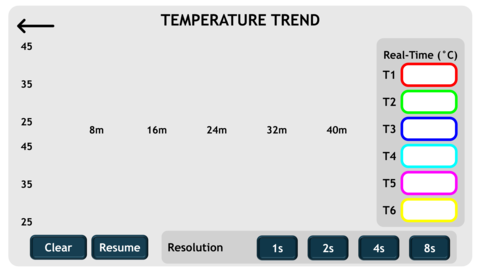 TEMPERATURE TREND
45
35
25
8m 16m 24m 32m 40m
45
35
25
Real-Time (°C)
T1
T2
T3
T4
T5
T6
Clear Resume Resolution 1s 2s 4s 8s